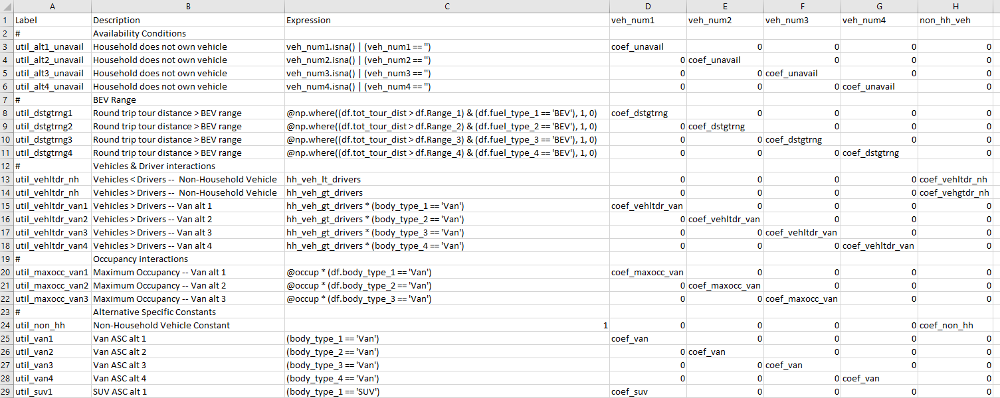 A B C D E F G H
1 Label Description Expression veh_num1 veh_num2 veh_num3 veh_num4 non_hh_veh
2 # Availability Conditions
3 util_alt1_unavail Household does not own vehicle veh_num1.isna() | (veh_num1 == '') coef_unavail 0 0 0 0
4 util_alt2_unavail Household does not own vehicle veh_num2.isna() | (veh_num2 == '') 0 coef_unavail 0 0 0
5 util_alt3_unavail Household does not own vehicle veh_num3.isna() | (veh_num3 == '') 0 0 coef_unavail 0 0
6 util_alt4_unavail Household does not own vehicle veh_num4.isna() | (veh_num4 == '') 0 0 0 coef_unavail 0
7 # BEV Range
8 util_dstgtrng1 Round trip tour distance > BEV range @np.where((df.tot_tour_dist > df.Range_1) & (df.fuel_type_1 == 'BEV'), 1, 0) coef_dstgtrng 0 0 0 0
9 util_dstgtrng2 Round trip tour distance > BEV range @np.where((df.tot_tour_dist > df.Range_2) & (df.fuel_type_2 == 'BEV'), 1, 0) 0 coef_dstgtrng 0 0 0
10 util_dstgtrng3 Round trip tour distance > BEV range @np.where((df.tot_tour_dist > df.Range_3) & (df.fuel_type_3 == 'BEV'), 1, 0) 0 0 coef_dstgtrng 0 0
11 util_dstgtrng4 Round trip tour distance > BEV range @np.where((df.tot_tour_dist > df.Range_4) & (df.fuel_type_4 == 'BEV'), 1, 0) 0 0 0 coef_dstgtrng 0
12 # Vehicles & Driver interactions
13 util_vehltdr_nh Vehicles < Drivers -- Non-Household Vehicle hh_veh_lt_drivers 0 0 0 0 coef_vehltdr_nh
14 util_vehltdr_nh Vehicles > Drivers -- Non-Household Vehicle hh_veh_gt_drivers 0 0 0 0 coef_vehgtdr_nh
15 util_vehltdr_van1 Vehicles > Drivers -- Van alt 1 hh_veh_gt_drivers * (body_type_1 == 'Van') coef_vehltdr_van 0 0 0 0
16 util_vehltdr_van2 Vehicles > Drivers -- Van alt 2 hh_veh_gt_drivers * (body_type_2 == 'Van') 0 coef_vehltdr_van 0 0 0
17 util_vehltdr_van3 Vehicles > Drivers -- Van alt 3 hh_veh_gt_drivers * (body_type_3 == 'Van') 0 0 coef_vehltdr_van 0 0
18 util_vehltdr_van4 Vehicles > Drivers -- Van alt 4 hh_veh_gt_drivers * (body_type_4 == 'Van') 0 0 0 coef_vehltdr_van 0
19 # Occupancy interactions
20 util_maxocc_van1 Maximum Occupancy -- Van alt 1 @occup * (df.body_type_1 == 'Van') coef_maxocc_van 0 0 0 0
21 util_maxocc_van2 Maximum Occupancy -- Van alt 2 @occup * (df.body_type_2 == 'Van') 0 coef_maxocc_van 0 0 0
22 util_maxocc_van3 Maximum Occupancy -- Van alt 3 @occup * (df.body_type_3 == 'Van') 0 0 coef_maxocc_van 0 0
23 # Alternative Specific Constants
24 util_non_hh Non-Household Vehicle Constant 1 0 0 0 0 coef_non_hh
25 util_van1 Van ASC alt 1 (body_type_1 == 'Van') coef_van 0 0 0 0
26 util_van2 Van ASC alt 2 (body_type_2 == 'Van') 0 coef_van 0 0 0
27 util_van3 Van ASC alt 3 (body_type_3 == 'Van') 0 0 coef_van 0 0
28 util_van4 Van ASC alt 4 (body_type_4 == 'Van') 0 0 0 coef_van 0
29 util_suv1 SUV ASC alt 1 (body_type_1 == 'SUV') coef_suv 0 0 0 0